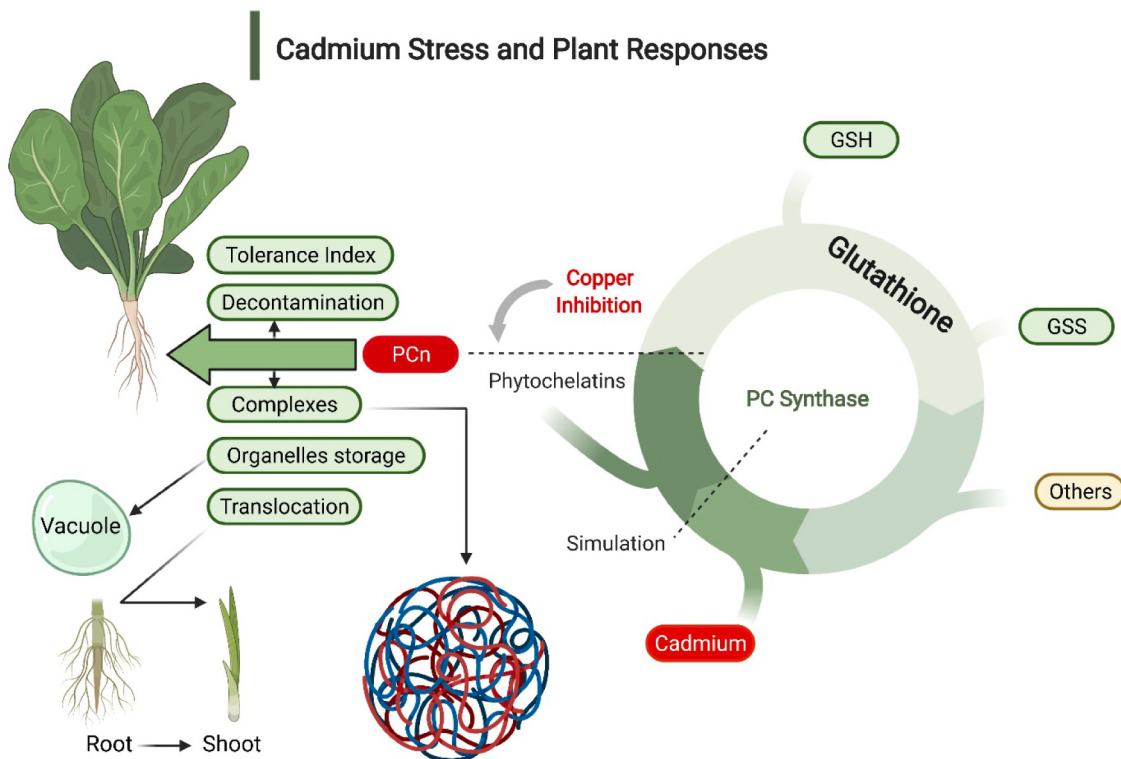 Cadmium Stress and Plant Responses
GSH
Glutathione
Tolerance Index
Decontamination
Copper
Inhibition
GSS
PCn
Phytochelatins
PC Synthase
Complexes
Organelles storage
Vacuole
Translocation
Others
Simulation
Cadmium
Root
Shoot